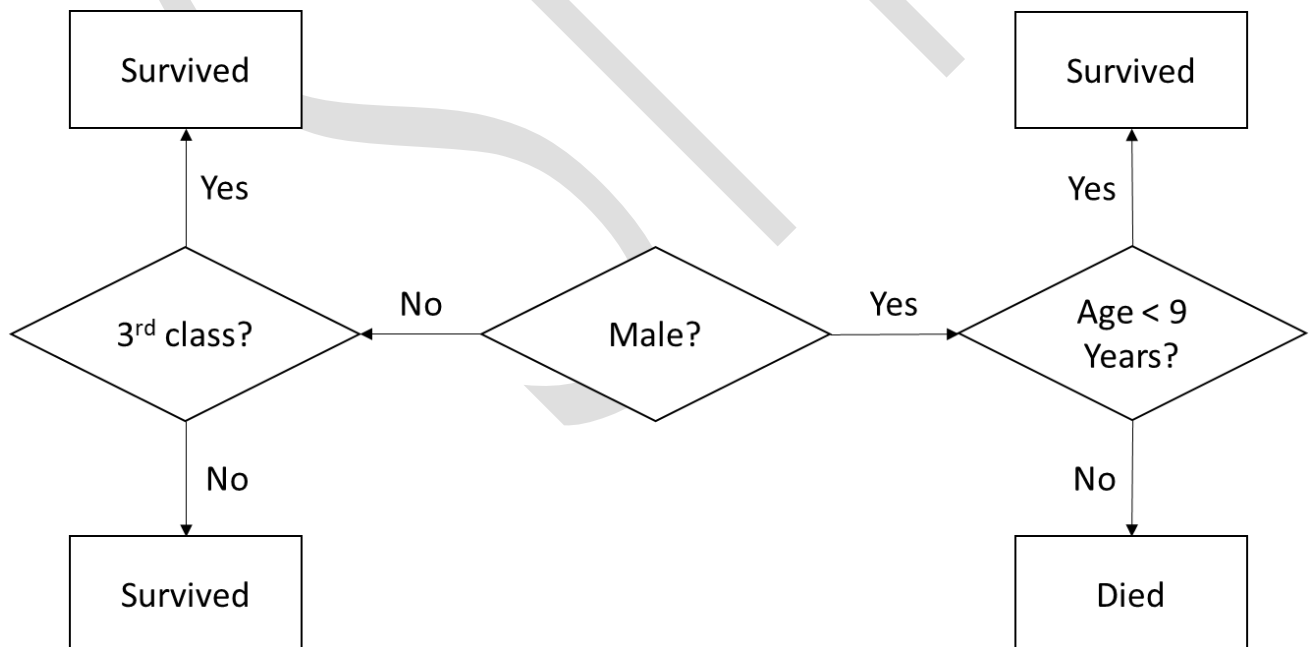 Survived
Survived
Yes
Yes
No
Yes
3rd class?
Male?
Age < 9
Years?
No
No
Survived
Died